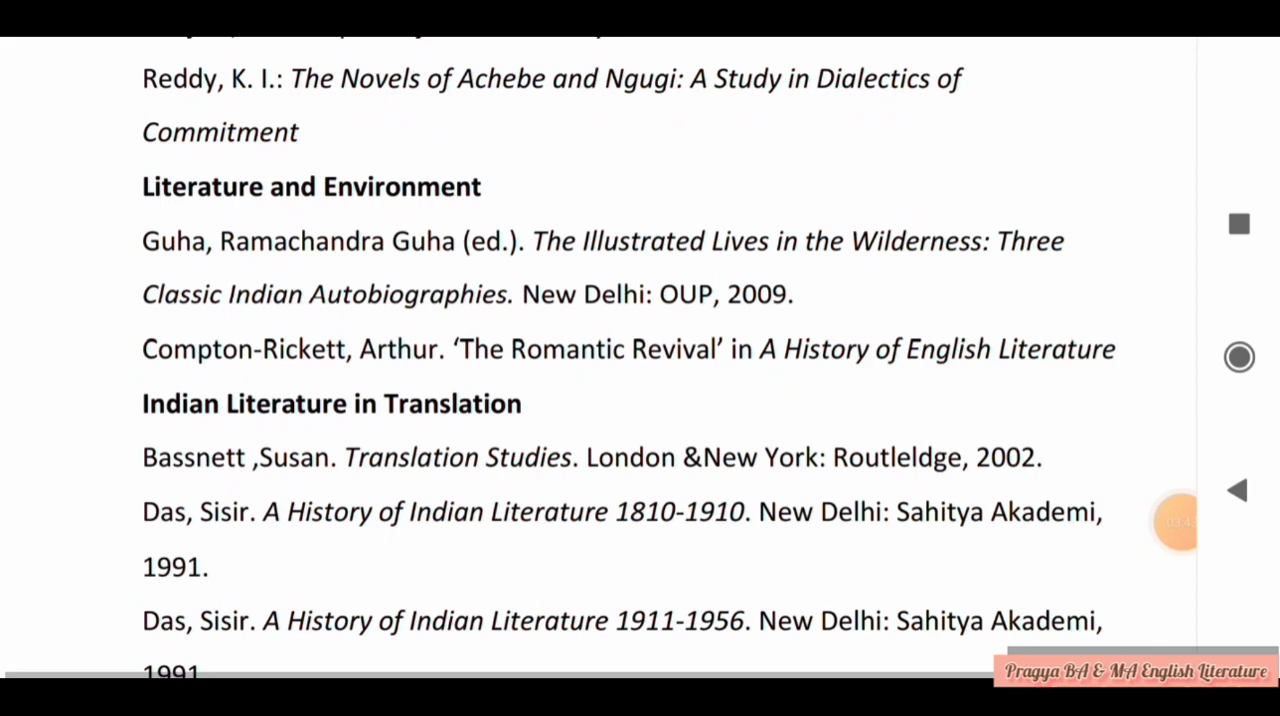 Reddy, K. I.: The Novels of Achebe and Ngugi: A Study in Dialectics of
Commitment
Literature and Environment
Guha, Ramachandra Guha (ed.). The Illustrated Lives in the Wilderness: Three
Classic Indian Autobiographies. New Delhi: OUP, 2009.
Compton-Rickett, Arthur. ‘The Romantic Revival’ in A History of English Literature
Indian Literature in Translation
Bassnett ,Susan. Translation Studies. London &New York: Routleldge, 2002.
Das, Sisir. A History of Indian Literature 1810-1910. New Delhi: Sahitya Akademi,
1991.
Das, Sisir. A History of Indian Literature 1911-1956. New Delhi: Sahitya Akademi,
1991
Pragya BA & MA English Literature